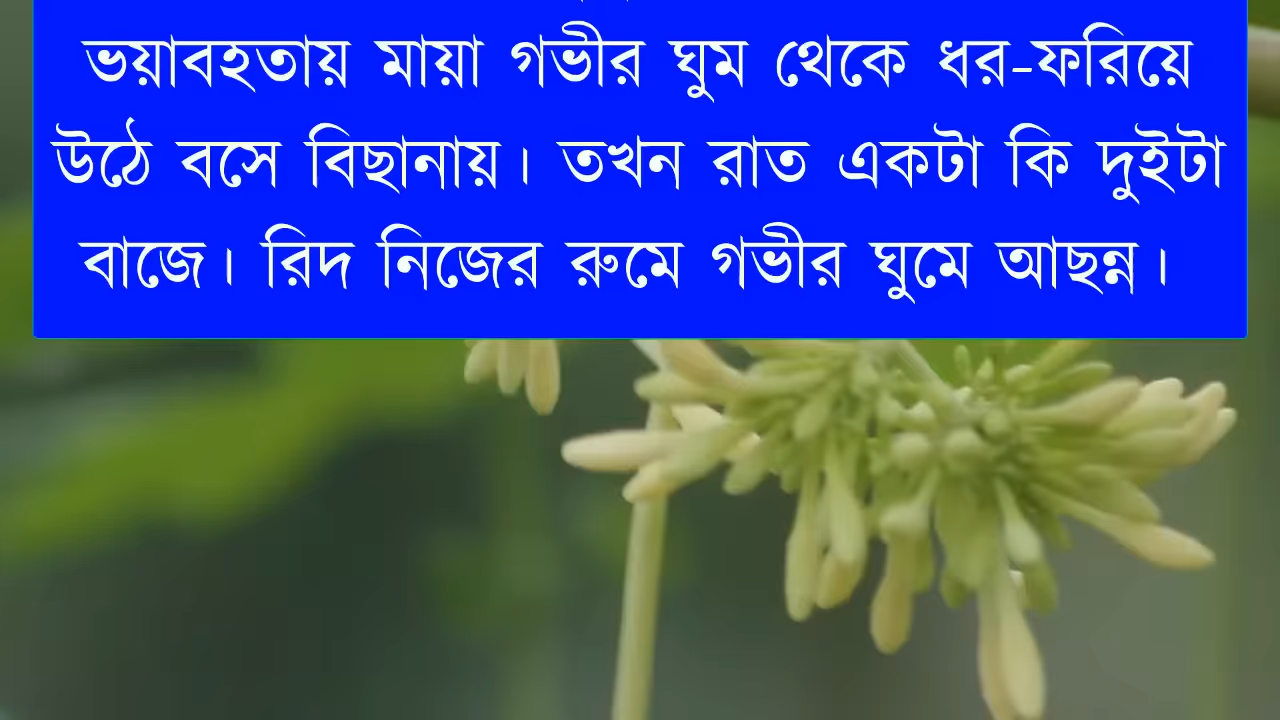 ভয়াবহতায় মায়া গভীর ঘুম থেকে ধর-ফরিয়ে
উঠে বসে বিছানায়। তখন রাত একটা কি দুইটা
বাজে। রিদ নিজের রুমে গভীর ঘুমে আছন্ন।